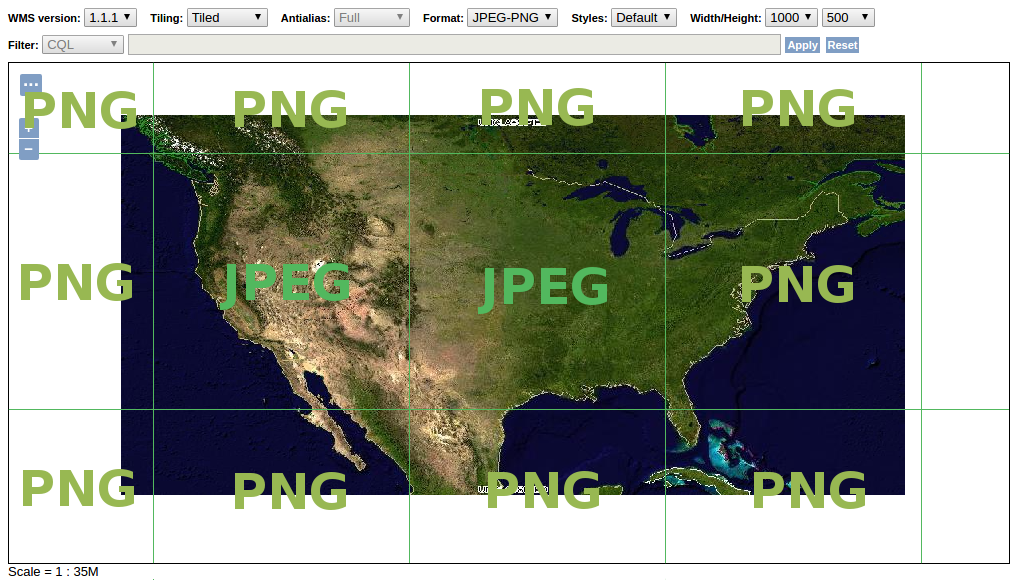 WMS version: 1.1.1 Tiling: Tiled Antialias: Full Format: JPEG-PNG Styles: Default Width/Height: 1000 500
Filter: CQL Apply Reset
...
PNG PNG PNG PNG
+
−
PNG JPEG JPEG PNG
PNG PNG PNG PNG
Scale = 1 : 35M